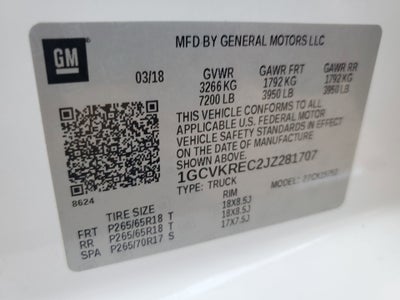 GM
MFD BY GENERAL MOTORS LLC
03/18 GVWR GAWR FRT GAWR RR
3266 KG 1792 KG 1792 KG
7200 LB 3950 LB 3950 LB
THIS VEHICLE CONFORMS TO ALL
APPLICABLE U.S. FEDERAL MOTOR
VEHICLE SAFETY STANDARDS IN EFFECT
ON THE DATE OF MANUFACTURE
1GCVKREC2JZ281707
TYPE: TRUCK MODEL:
8624
TIRE SIZE RIM
FRT P265/65R18 T 18X8.5J
RR P265/65R18 T 18X8.5J
SPA P265/70R17 S 17X7.5J